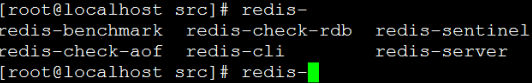 [root@localhost src]# redis-
redis-benchmark  redis-check-rdb  redis-sentinel
redis-check-aof  redis-cli        redis-server
[root@localhost src]# redis-